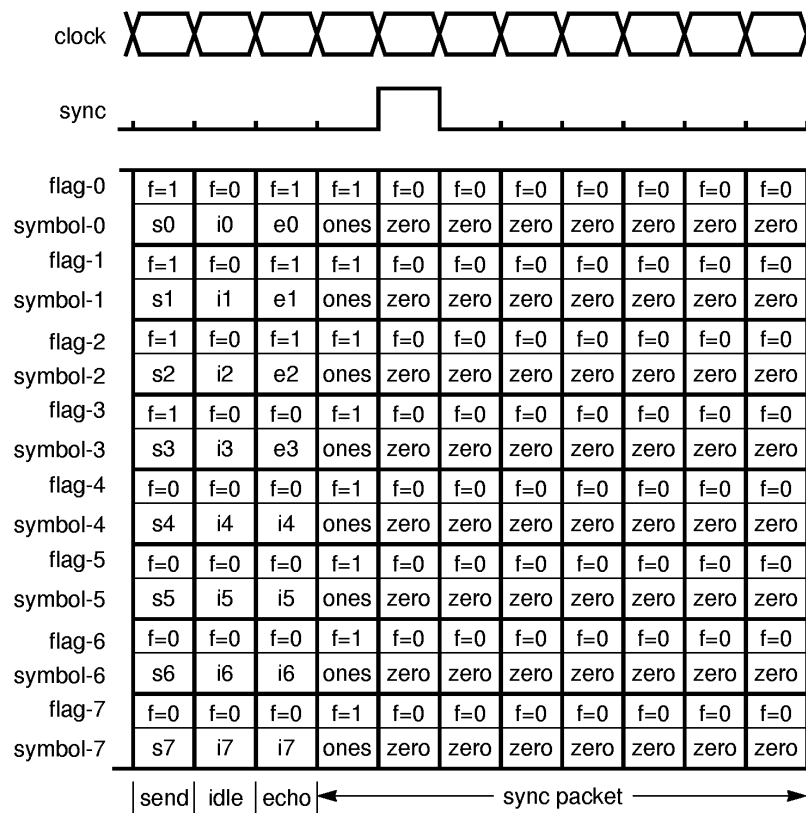 clock
sync
flag-0 f=1 f=0 f=1 f=1 f=0 f=0 f=0 f=0 f=0 f=0 f=0
symbol-0 s0 i0 e0 ones zero zero zero zero zero zero zero
flag-1 f=1 f=0 f=1 f=1 f=0 f=0 f=0 f=0 f=0 f=0 f=0
symbol-1 s1 i1 e1 ones zero zero zero zero zero zero zero
flag-2 f=1 f=0 f=1 f=1 f=0 f=0 f=0 f=0 f=0 f=0 f=0
symbol-2 s2 i2 e2 ones zero zero zero zero zero zero zero
flag-3 f=1 f=0 f=0 f=1 f=0 f=0 f=0 f=0 f=0 f=0 f=0
symbol-3 s3 i3 e3 ones zero zero zero zero zero zero zero
flag-4 f=0 f=0 f=0 f=1 f=0 f=0 f=0 f=0 f=0 f=0 f=0
symbol-4 s4 i4 i4 ones zero zero zero zero zero zero zero
flag-5 f=0 f=0 f=0 f=1 f=0 f=0 f=0 f=0 f=0 f=0 f=0
symbol-5 s5 i5 i5 ones zero zero zero zero zero zero zero
flag-6 f=0 f=0 f=0 f=1 f=0 f=0 f=0 f=0 f=0 f=0 f=0
symbol-6 s6 i6 i6 ones zero zero zero zero zero zero zero
flag-7 f=0 f=0 f=0 f=1 f=0 f=0 f=0 f=0 f=0 f=0 f=0
symbol-7 s7 i7 i7 ones zero zero zero zero zero zero zero
send idle echo sync packet